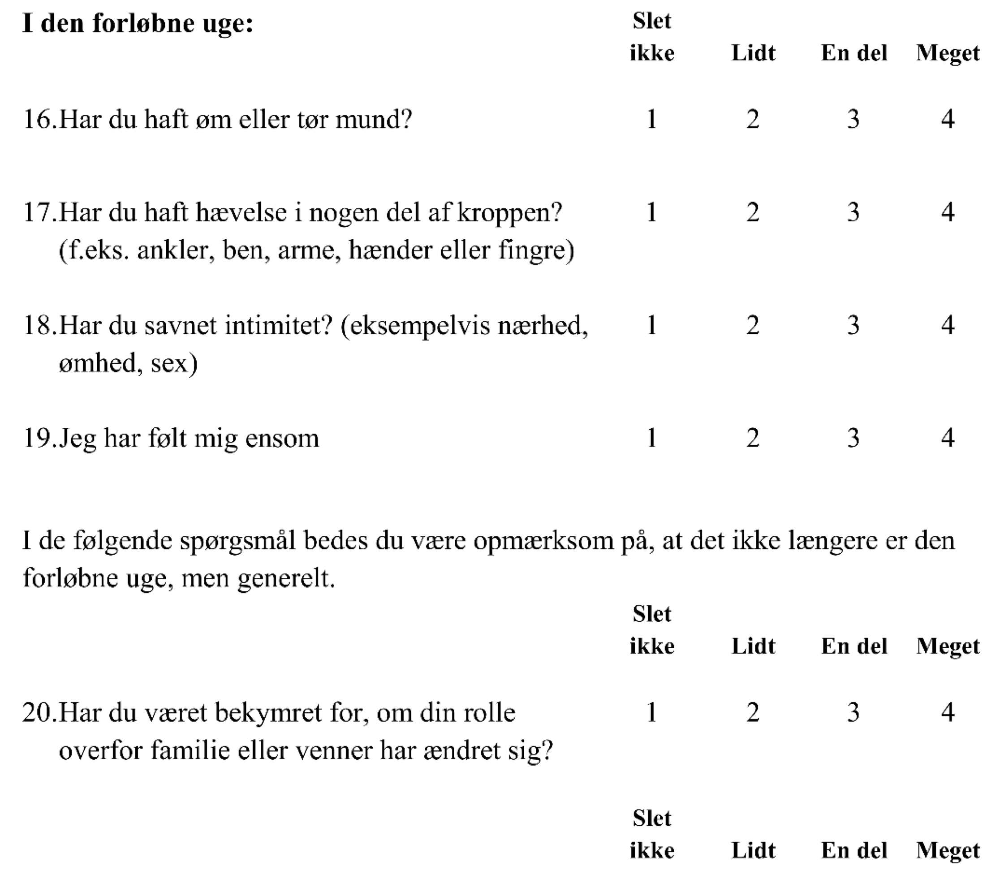 I den forløbne uge:
Slet
ikke Lidt En del Meget
16.Har du haft øm eller tør mund? 1 2 3 4
17.Har du haft hævelse i nogen del af kroppen? 1 2 3 4
(f.eks. ankler, ben, arme, hænder eller fingre)
18.Har du savnet intimitet? (eksempelvis nærhed, 1 2 3 4
ømhed, sex)
19.Jeg har følt mig ensom 1 2 3 4
I de følgende spørgsmål bedes du være opmærksom på, at det ikke længere er den
forløbne uge, men generelt.
Slet
ikke Lidt En del Meget
20.Har du været bekymret for, om din rolle 1 2 3 4
overfor familie eller venner har ændret sig?
Slet
ikke Lidt En del Meget